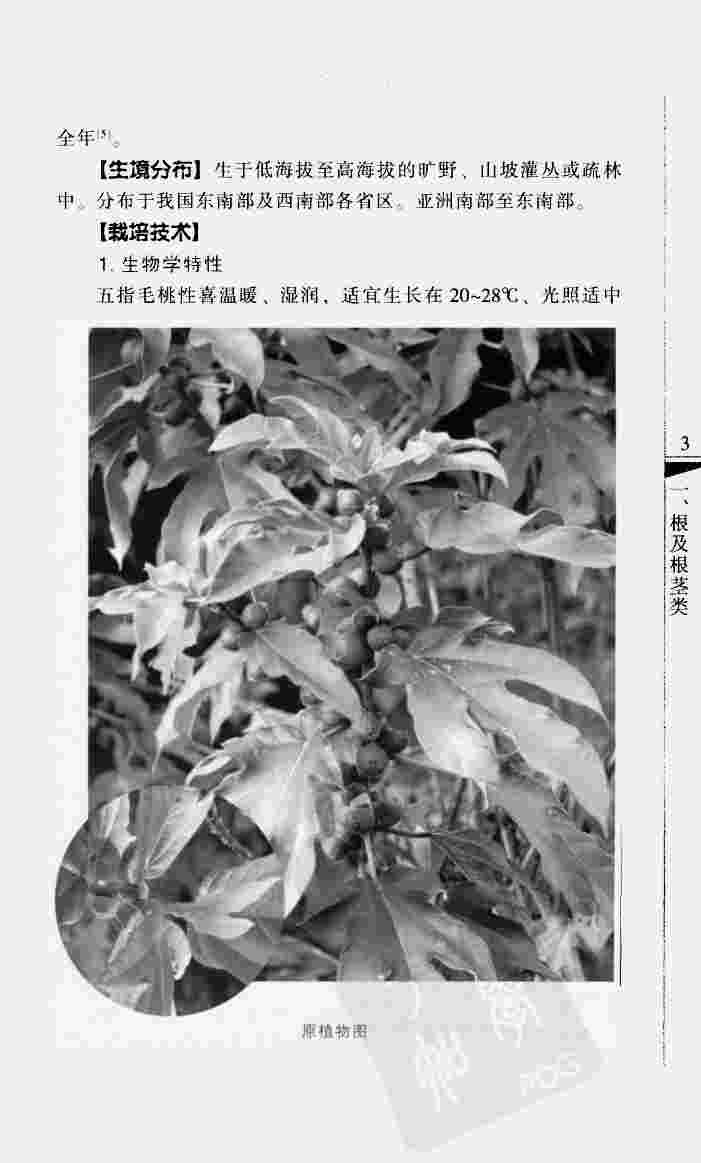 全年[5]。
【生境分布】 生于低海拔至高海拔的旷野、山坡灌丛或疏林
中。分布于我国东南部及西南部各省区。亚洲南部至东南部。
【栽培技术】
1. 生物学特性
五指毛桃性喜温暖、湿润，适宜生长在 20~28℃、光照适中
3
一、根及根茎类
原植物图
PDG